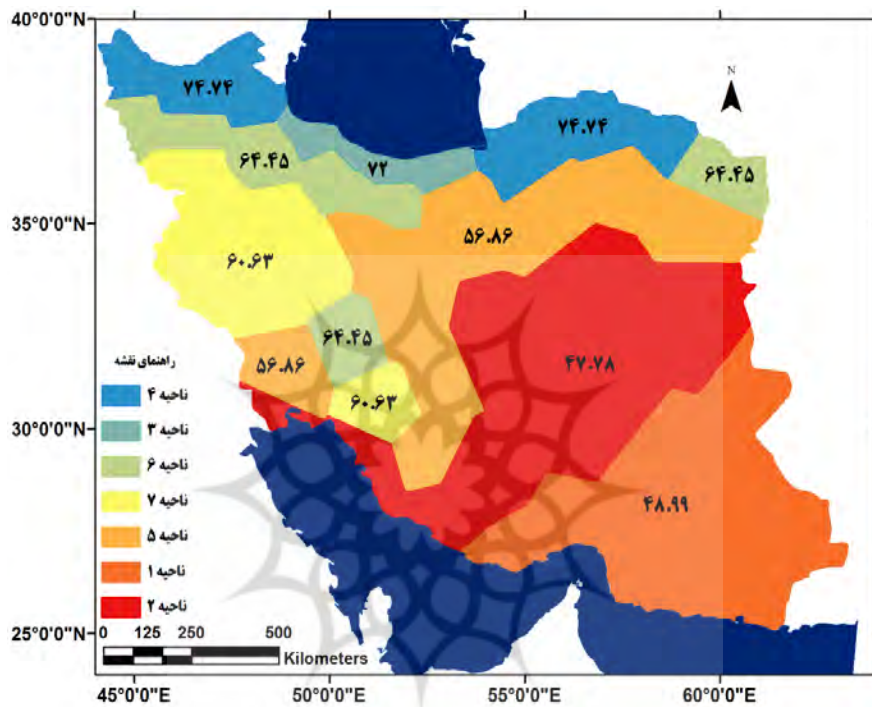 40°0'0"N
35°0'0"N
30°0'0"N
25°0'0"N
N
۷۴.۷۴
۷۴.۷۴
۷۲
۶۴.۴۵
۶۴.۴۵
۵۶.۸۶
۶۰.۶۳
۶۴.۴۵
۵۶.۸۶
۶۰.۶۳
۴۷.۷۸
۴۸.۹۹
راهنمای نقشه
ناحیه ۴
ناحیه ۳
ناحیه ۶
ناحیه ۷
ناحیه ۵
ناحیه ۱
ناحیه ۲
0 125 250 500
Kilometers
45°0'0"E 50°0'0"E 55°0'0"E 60°0'0"E